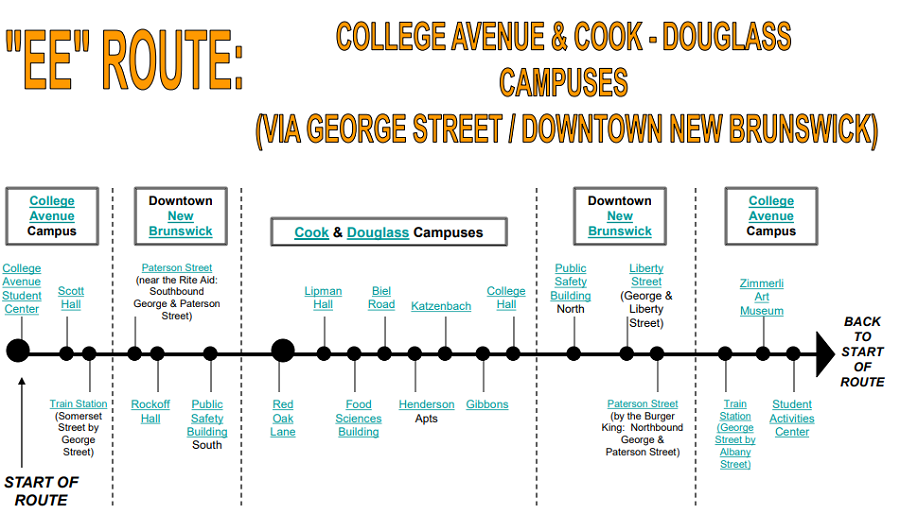 "EE" ROUTE:
COLLEGE AVENUE & COOK - DOUGLASS
CAMPUSES
(VIA GEORGE STREET / DOWNTOWN NEW BRUNSWICK)
College
Avenue
Campus
Downtown
New
Brunswick
Cook & Douglass Campuses
Downtown
New
Brunswick
College
Avenue
Campus
College
Avenue
Student
Center
Scott
Hall
Paterson Street
(near the Rite Aid:
Southbound
George & Paterson
Street)
Lipman
Hall
Biel
Road
Katzenbach
College
Hall
Public
Safety
Building
North
Liberty
Street
(George &
Liberty
Street)
Zimmerli
Art
Museum
BACK
TO
START
OF
ROUTE
Train Station
(Somerset
Street by
George
Street)
Rockoff
Hall
Public
Safety
Building
South
Red
Oak
Lane
Food
Sciences
Building
Henderson
Apts
Gibbons
Paterson Street
(by the Burger
King: Northbound
George &
Paterson Street)
Train
Station
(George
Street by
Albany
Street)
Student
Activities
Center
START OF
ROUTE